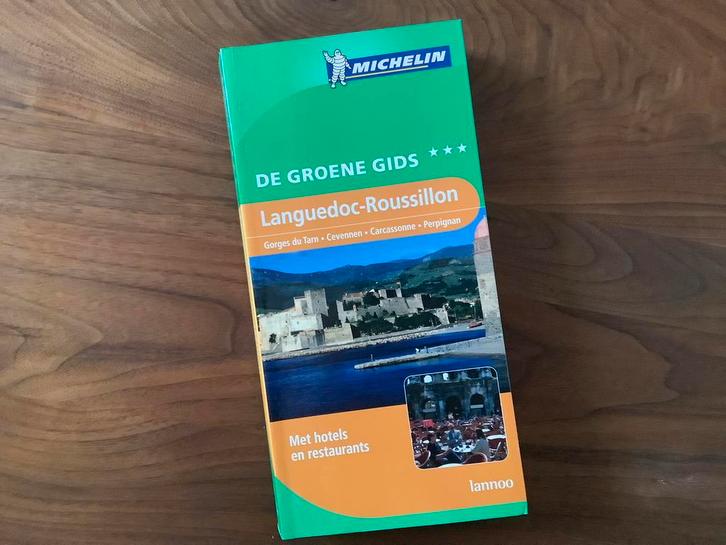 MICHELIN
DE GROENE GIDS ★★★
Languedoc-Roussillon
Gorges du Tarn • Cevennen • Carcassonne • Perpignan
Met hotels
en restaurants
lannoo